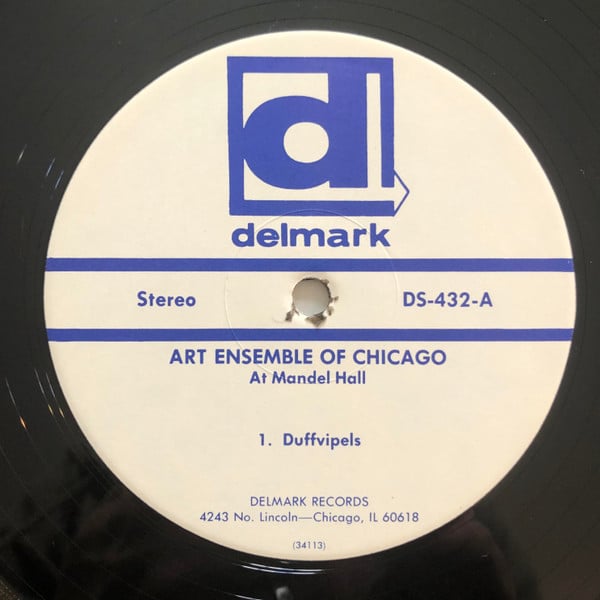 d
delmark
Stereo
DS-432-A
ART ENSEMBLE OF CHICAGO
At Mandel Hall
1. Duffvipels
DELMARK RECORDS
4243 No. Lincoln—Chicago, IL 60618
(34113)